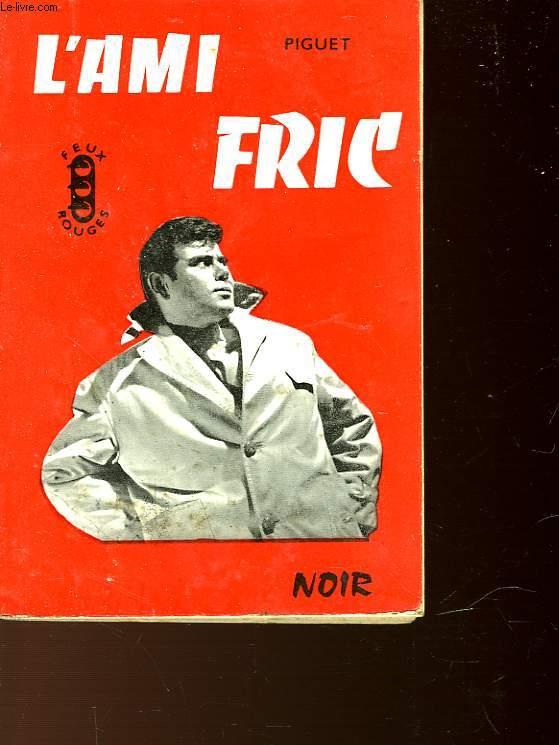 Le-livre.com
L'AMI
PIGUET
FRIC
FEUX
ROUGES
NOIR